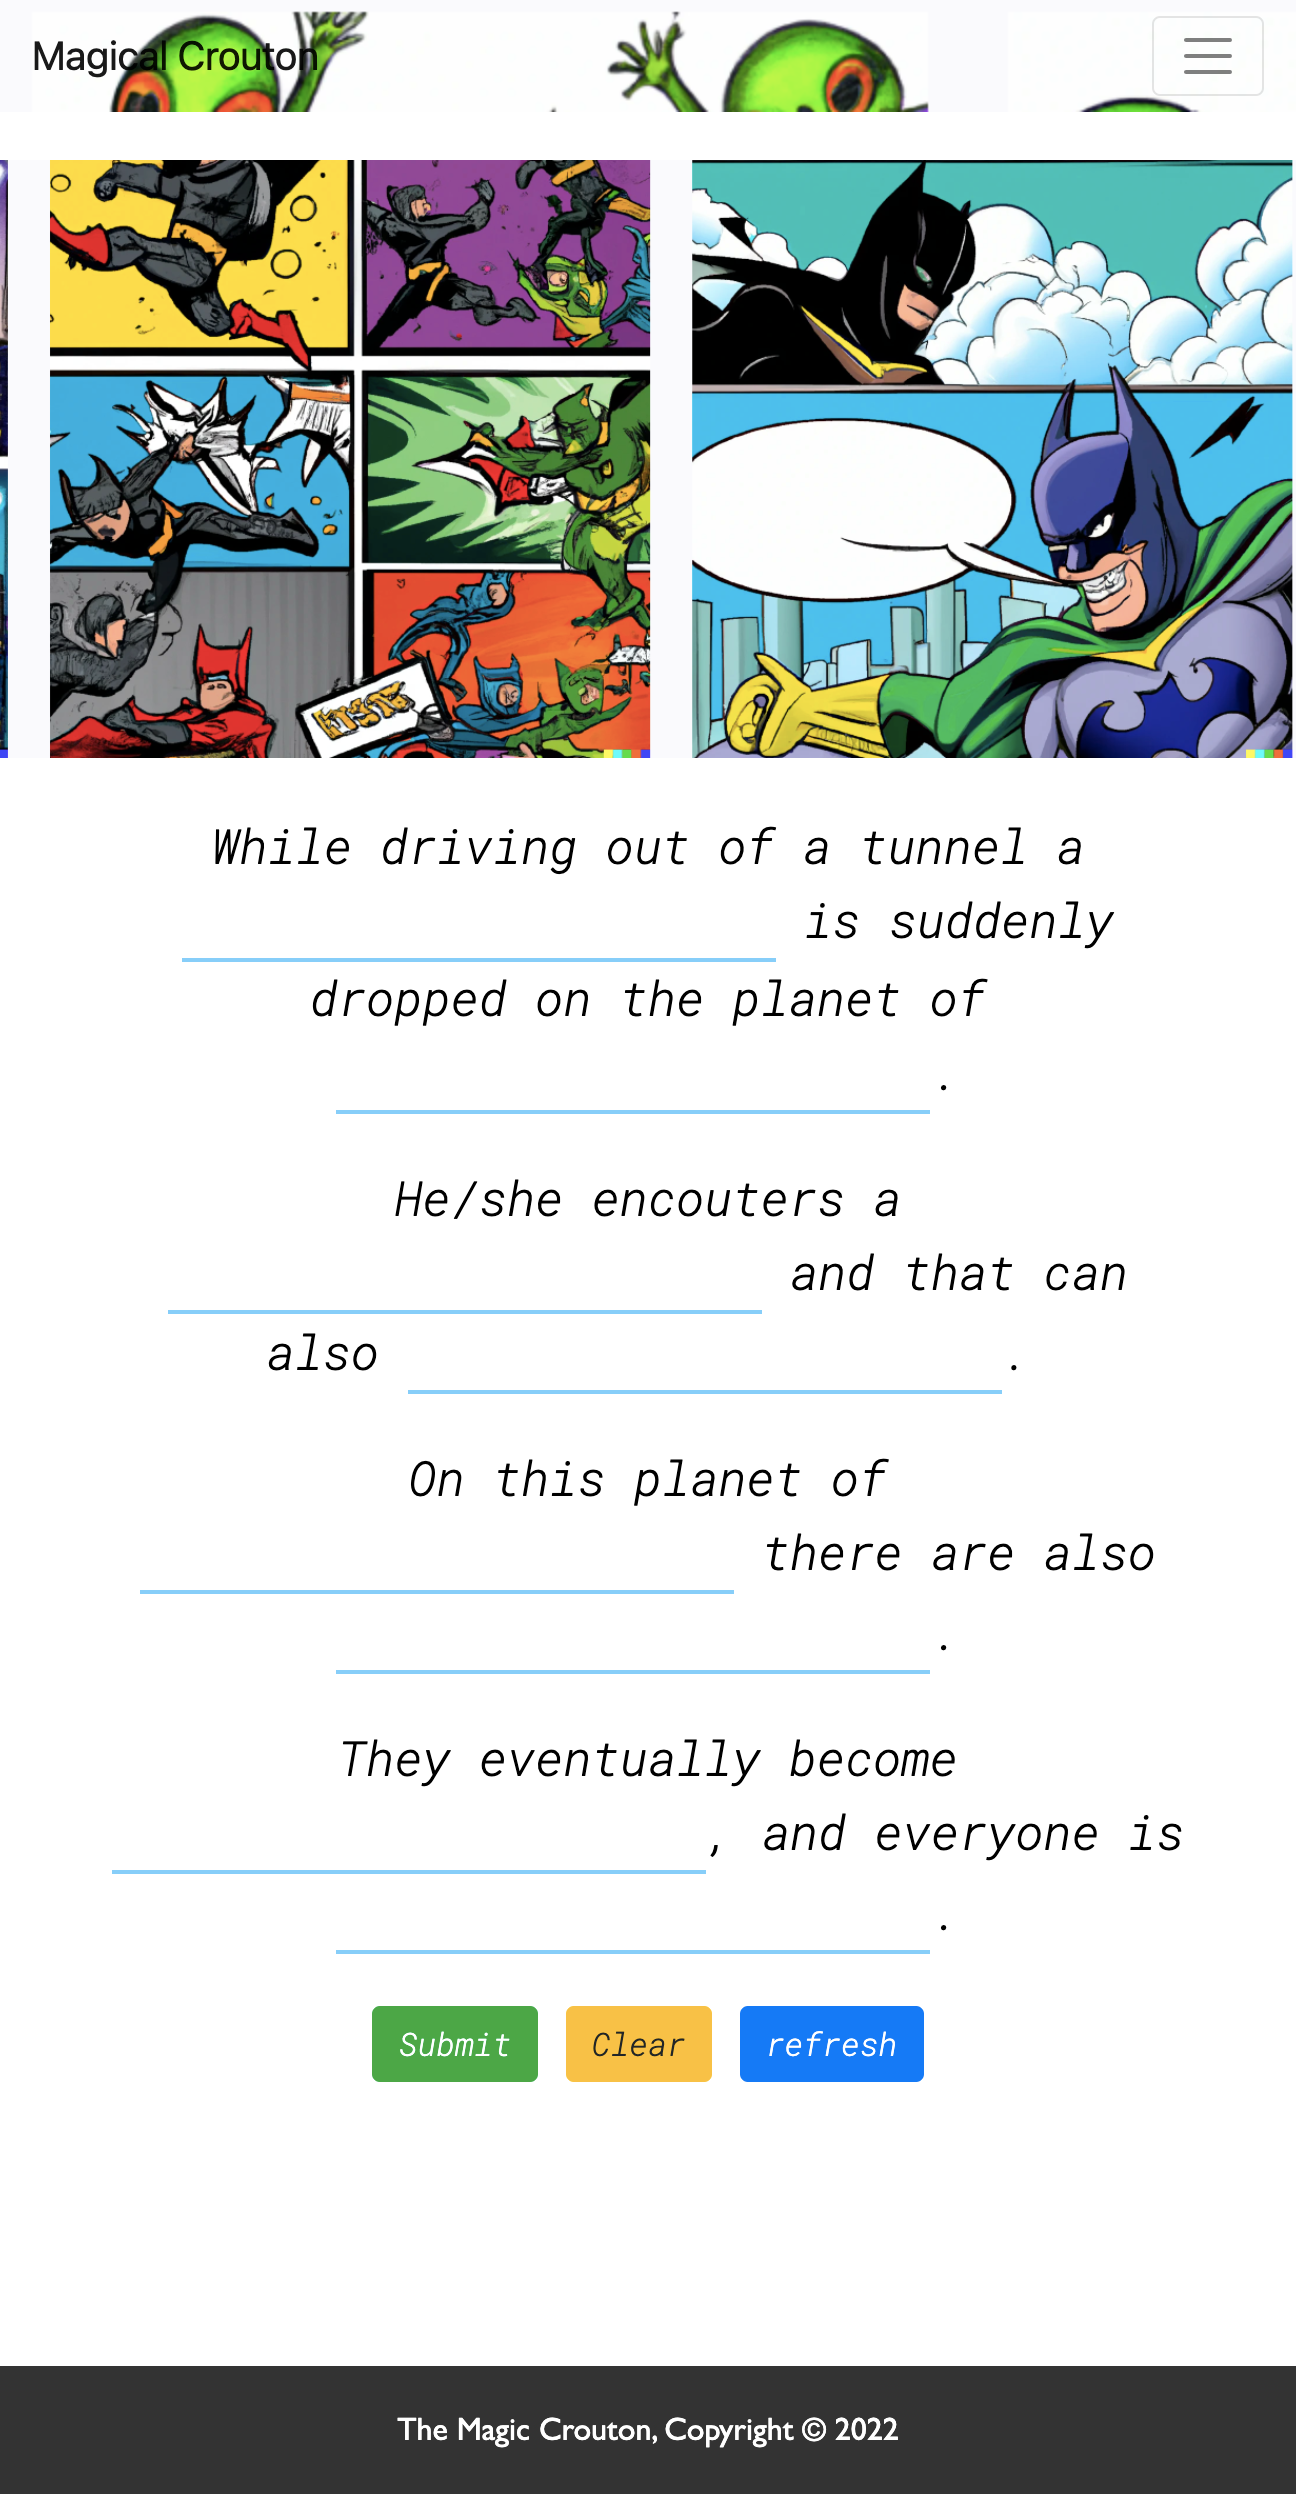 Magical Crouton
While driving out of a tunnel a
is suddenly
dropped on the planet of
.
He/she encouters a
and that can
also .
On this planet of
there are also
.
They eventually become
, and everyone is
.
Submit Clear refresh
The Magic Crouton, Copyright © 2022